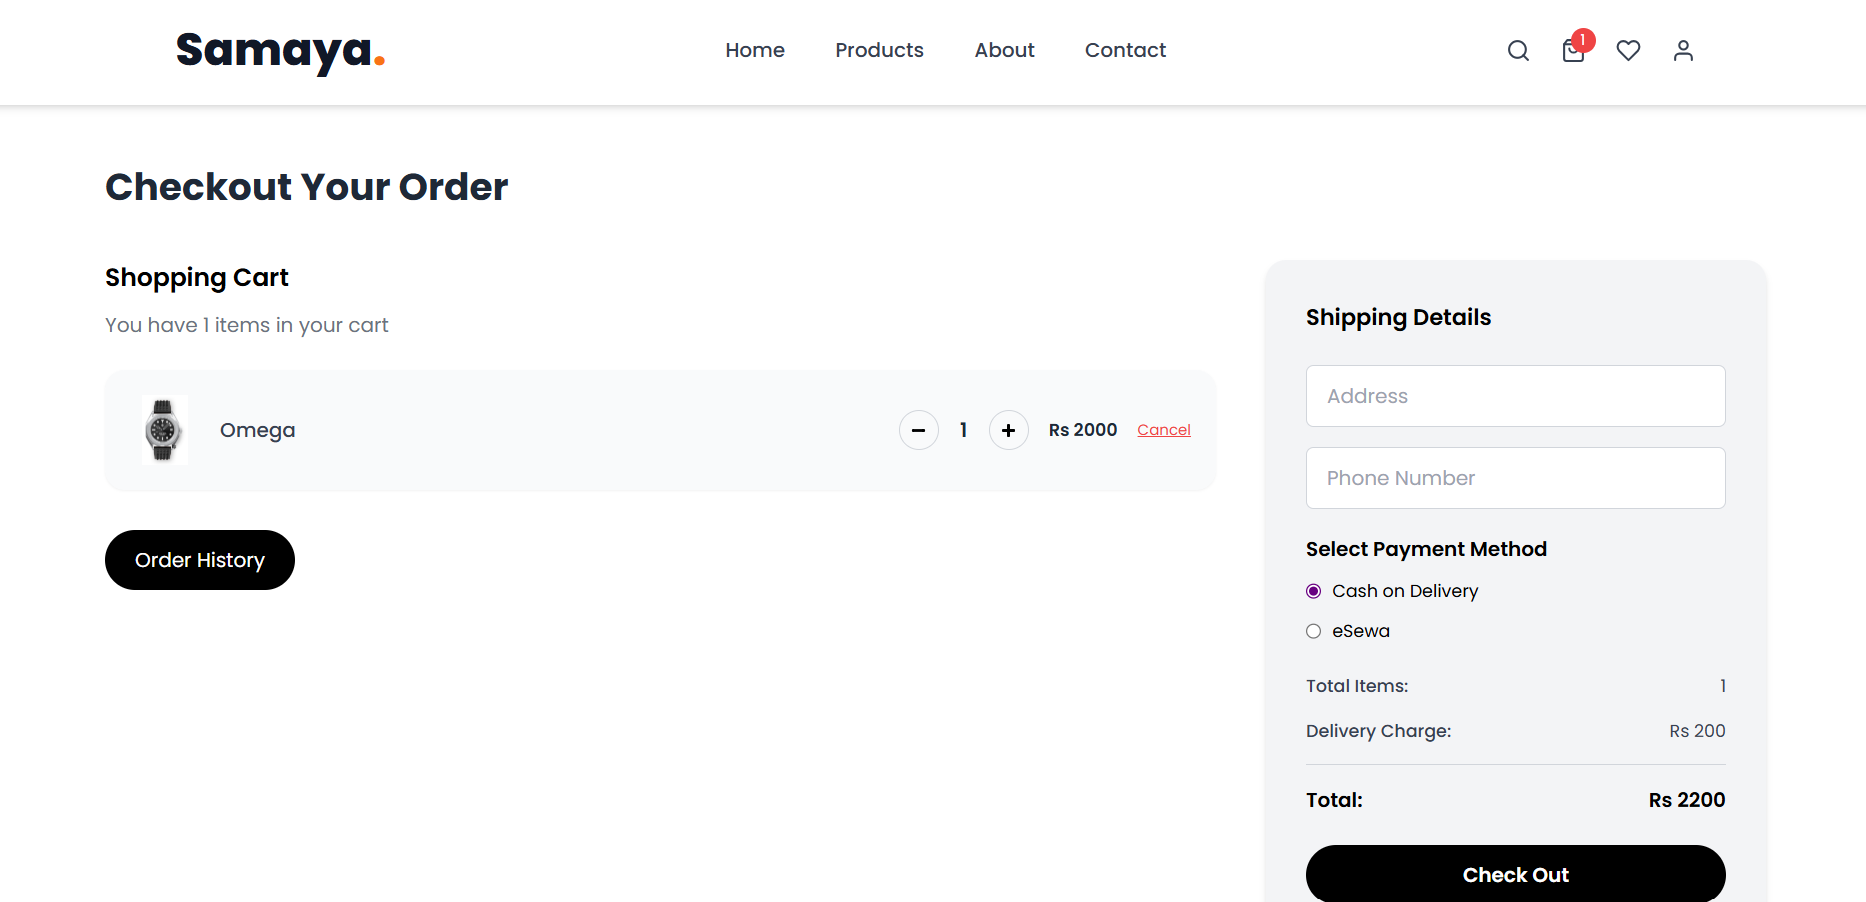 Samaya.
Home Products About Contact
1
Checkout Your Order
Shopping Cart
You have 1 items in your cart
Omega
1
Rs 2000
Cancel
Order History
Shipping Details
Address
Phone Number
Select Payment Method
Cash on Delivery
eSewa
Total Items: 1
Delivery Charge: Rs 200
Total: Rs 2200
Check Out